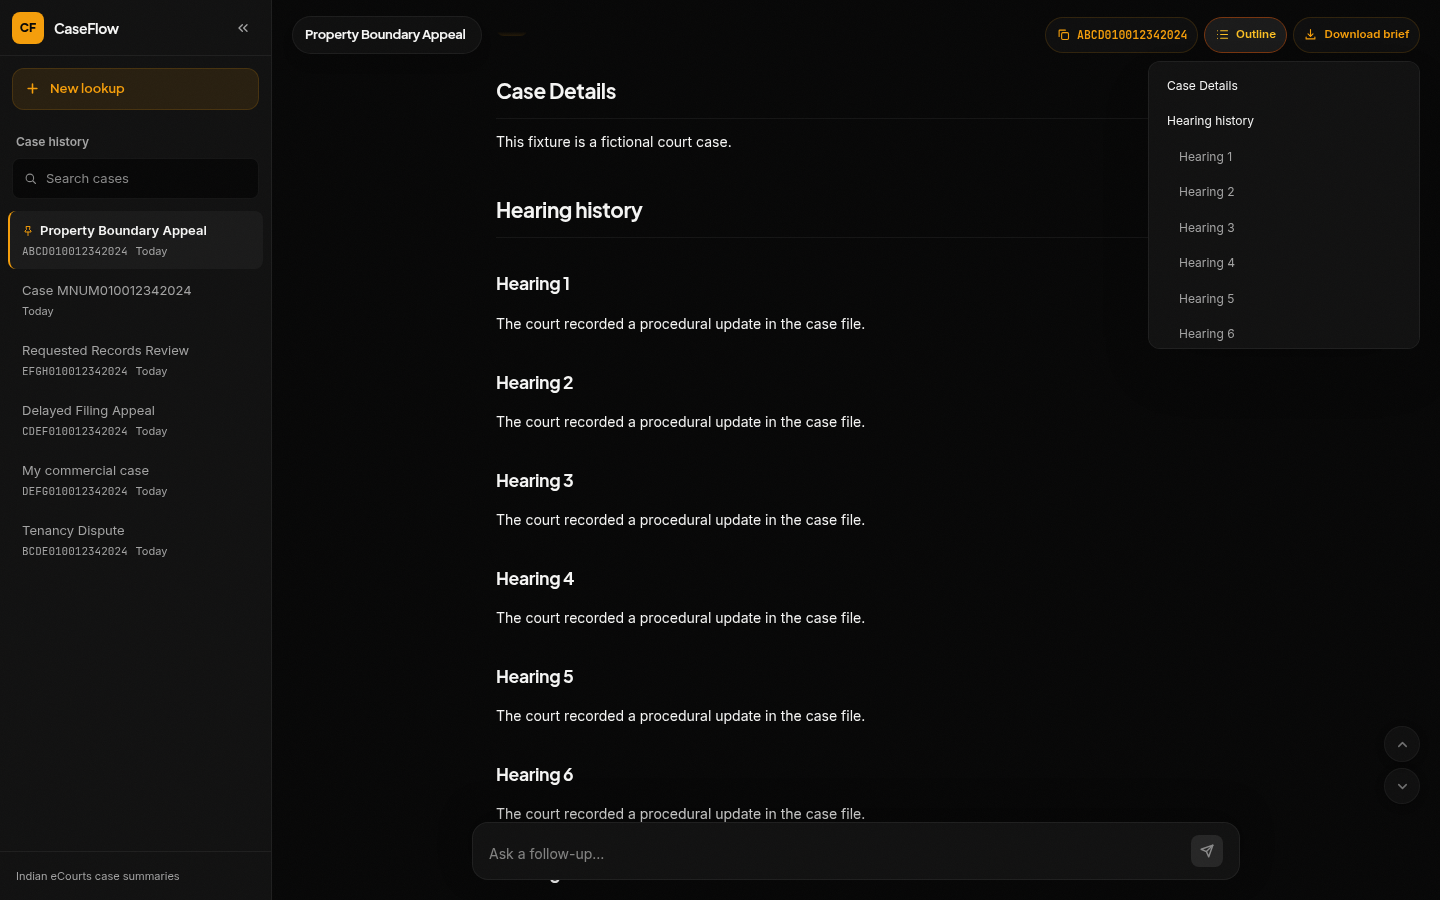 CF CaseFlow
New lookup
Case history
Search cases
Property Boundary Appeal
ABCD010012342024 Today
Case MNUM010012342024
Today
Requested Records Review
EFGH010012342024 Today
Delayed Filing Appeal
CDEF010012342024 Today
My commercial case
DEFG010012342024 Today
Tenancy Dispute
BCDE010012342024 Today
Indian eCourts case summaries
Property Boundary Appeal
ABCD010012342024
Outline
Download brief
Case Details
Hearing history
Hearing 1
Hearing 2
Hearing 3
Hearing 4
Hearing 5
Hearing 6
Case Details
This fixture is a fictional court case.
Hearing history
Hearing 1
The court recorded a procedural update in the case file.
Hearing 2
The court recorded a procedural update in the case file.
Hearing 3
The court recorded a procedural update in the case file.
Hearing 4
The court recorded a procedural update in the case file.
Hearing 5
The court recorded a procedural update in the case file.
Hearing 6
The court recorded a procedural update in the case file.
Ask a follow-up...